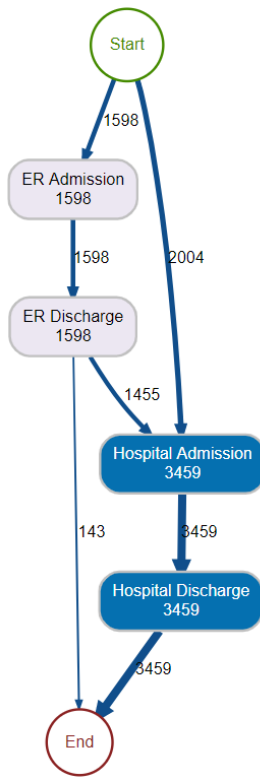 Start
1598
ER Admission
1598
2004
1598
ER Discharge
1598
1455
Hospital Admission
3459
143
3459
Hospital Discharge
3459
3459
End